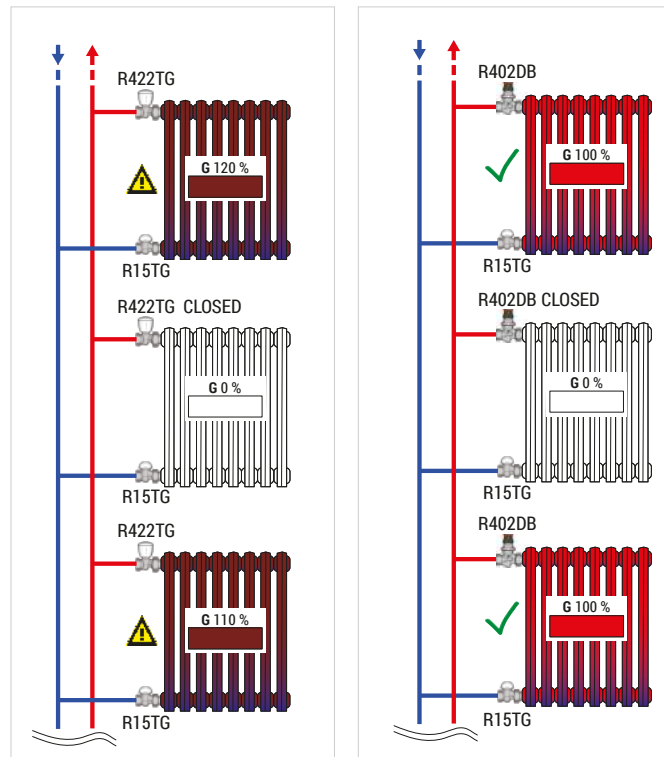 R422TG
G 120 %
R15TG
R422TG CLOSED
G 0 %
R15TG
R422TG
G 110 %
R15TG
R402DB
G 100 %
R15TG
R402DB CLOSED
G 0 %
R15TG
R402DB
G 100 %
R15TG